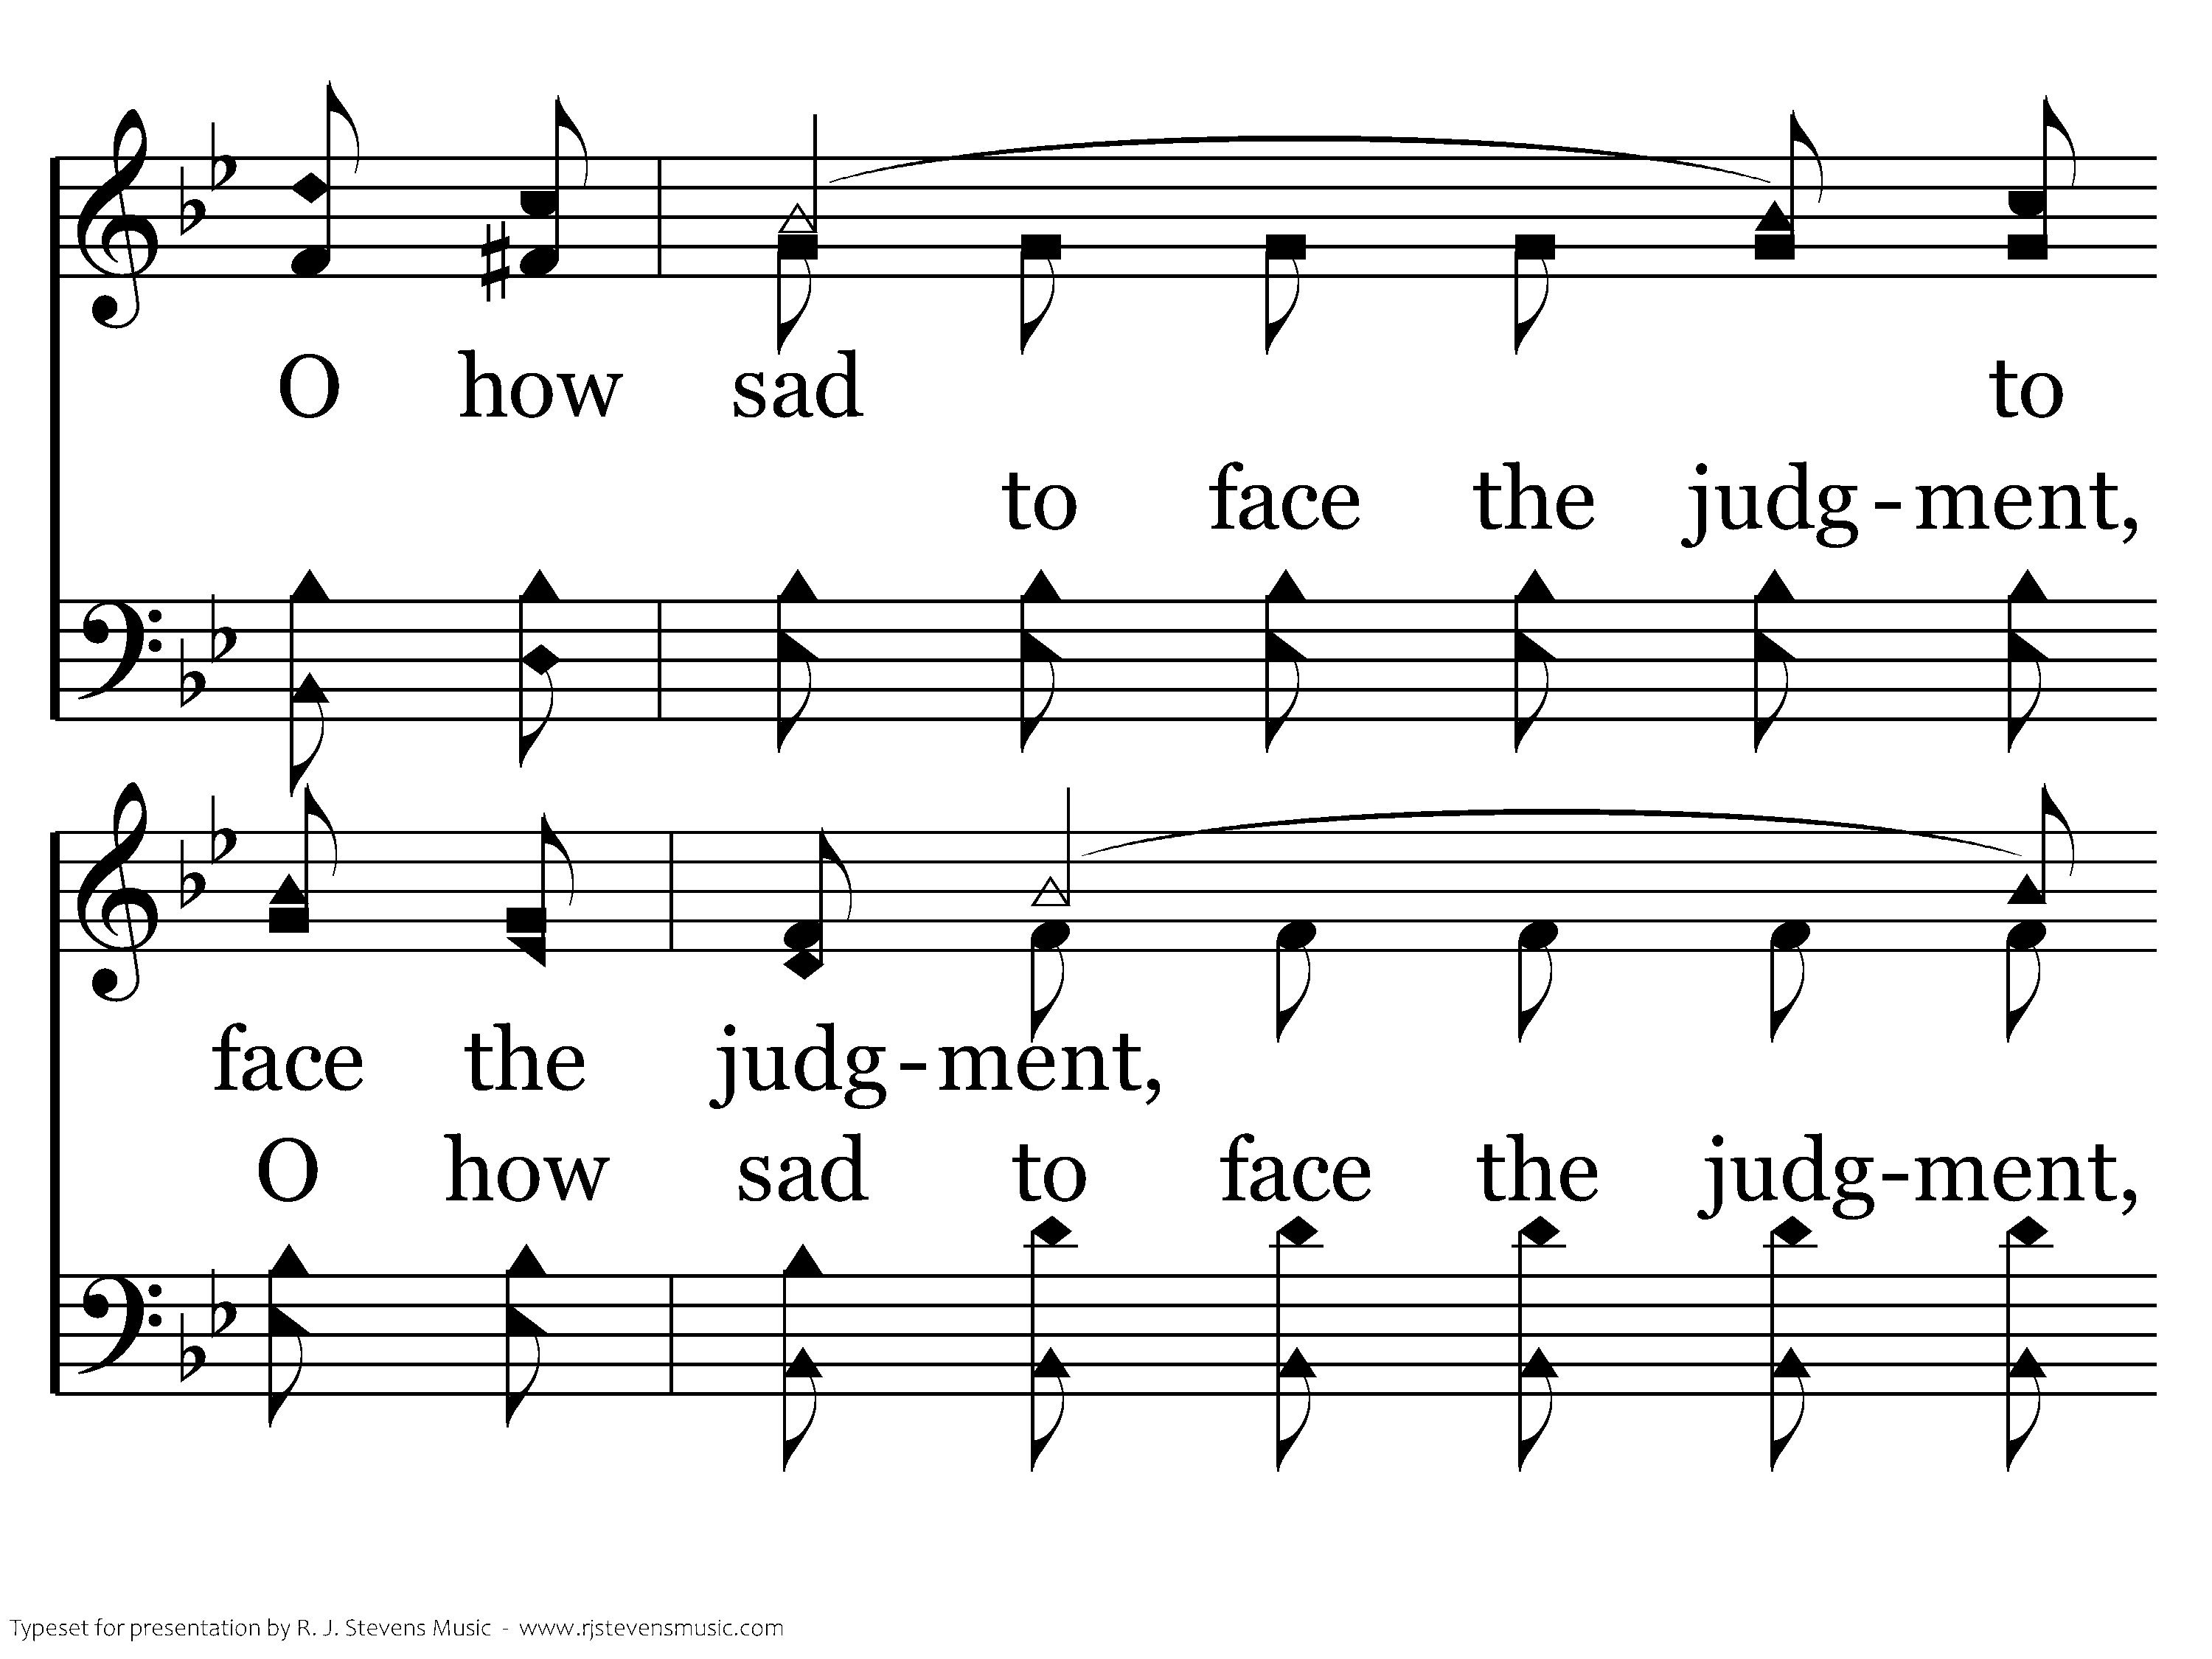 O how sad to
to face the judg-ment,
face the judg-ment,
O how sad to face the judg-ment,
Typeset for presentation by R. J. Stevens Music - www.rjstevensmusic.com